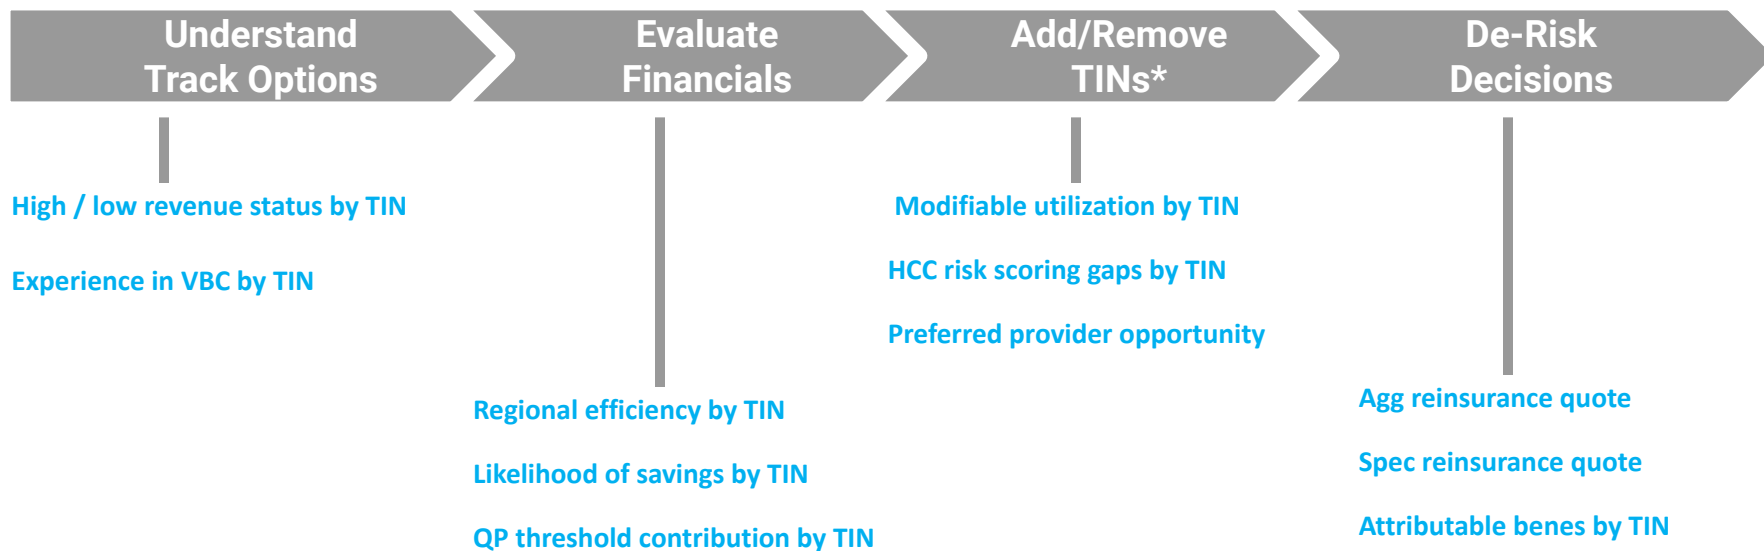 Understand
Track Options
Evaluate
Financials
Add/Remove
TINs*
De-Risk
Decisions
High / low revenue status by TIN
Experience in VBC by TIN
Regional efficiency by TIN
Likelihood of savings by TIN
QP threshold contribution by TIN
Modifiable utilization by TIN
HCC risk scoring gaps by TIN
Preferred provider opportunity
Agg reinsurance quote
Spec reinsurance quote
Attributable benes by TIN